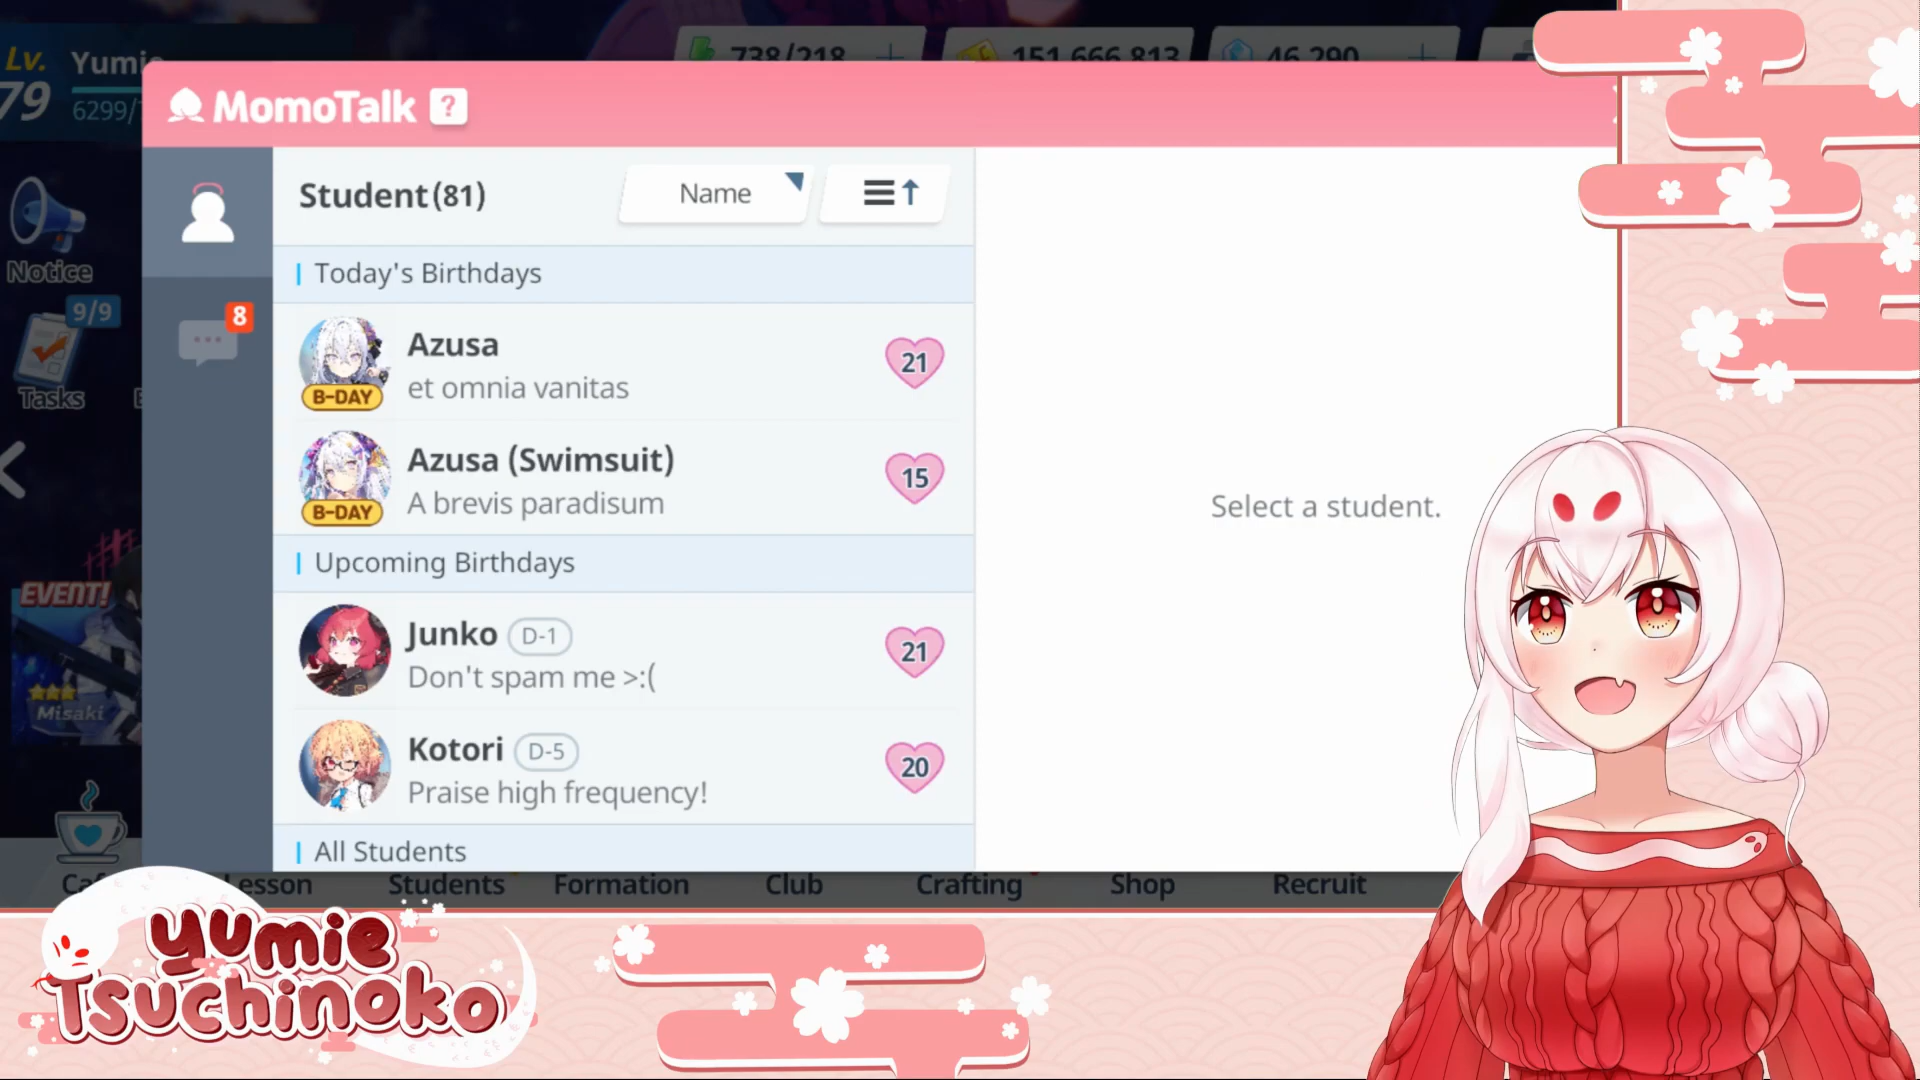 Lv.
79
Yumie
6299/
738/218
151,666,813
46,290
MomoTalk ?
Student(81)
Name
Today's Birthdays
Azusa
et omnia vanitas
B-DAY
21
Azusa (Swimsuit)
A brevis paradisum
B-DAY
15
Upcoming Birthdays
Junko D-1
Don't spam me >:(
21
Kotori D-5
Praise high frequency!
20
All Students
Select a student.
8
Notice
9/9
Tasks
EVENT!
Misaki
Lesson
Students
Formation
Club
Crafting
Shop
Recruit
Yumie
Tsuchinoko